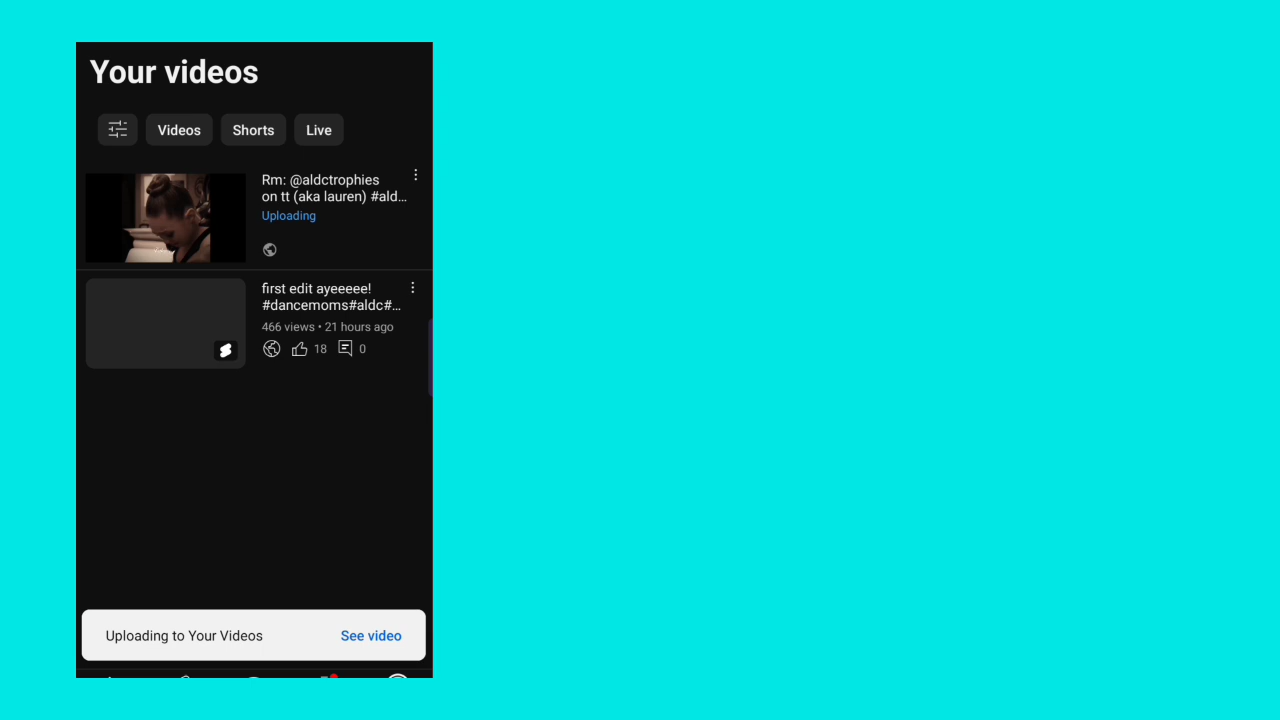 Your videos
Videos
Shorts
Live
Rm: @aldctrophies
on tt (aka lauren) #ald...
Uploading
first edit ayeeeee!
#dancemoms#aldc#...
466 views • 21 hours ago
18
0
Uploading to Your Videos
See video